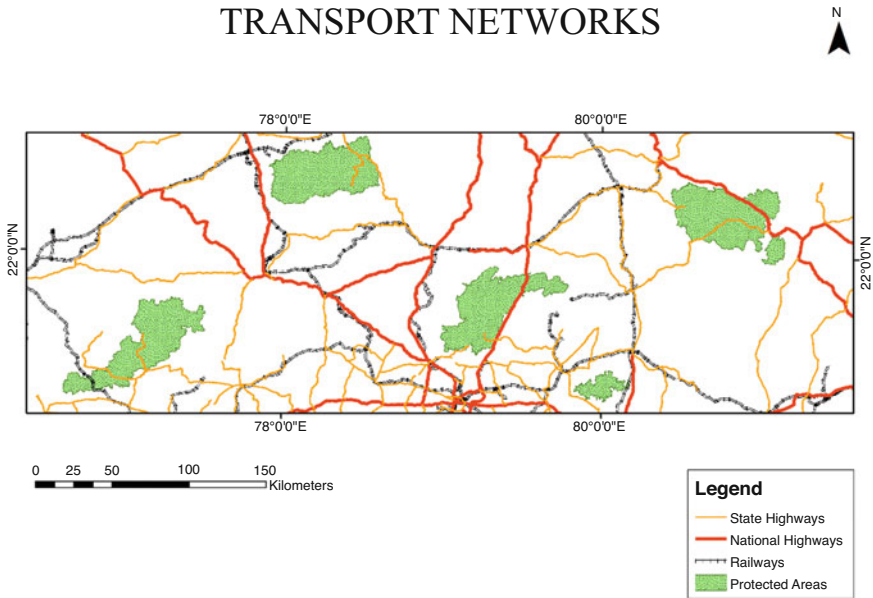 TRANSPORT NETWORKS
N
78°0'0"E 80°0'0"E
22°0'0"N 22°0'0"N
78°0'0"E 80°0'0"E
0 25 50 100 150
Kilometers
Legend
State Highways
National Highways
Railways
Protected Areas